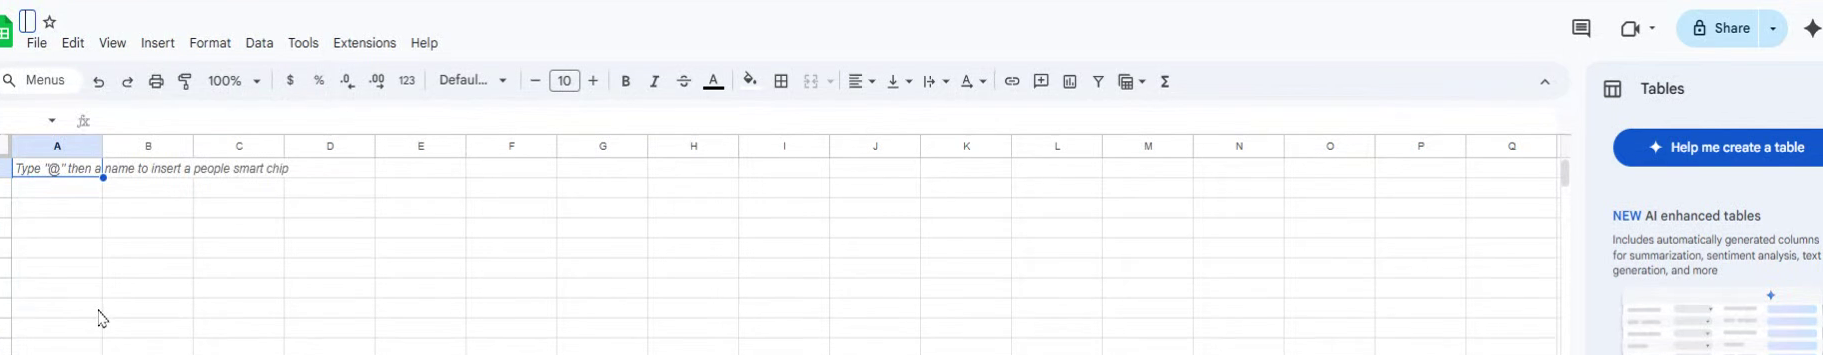 File Edit View Insert Format Data Tools Extensions Help
Share
Menus 100% $ % .0 .00 123 Defaul... − 10 + B I S A Σ
fx
A B C D E F G H I J K L M N O P Q
Type "@" then a name to insert a people smart chip
Tables
Help me create a table
NEW AI enhanced tables
Includes automatically generated columns
for summarization, sentiment analysis, text
generation, and more